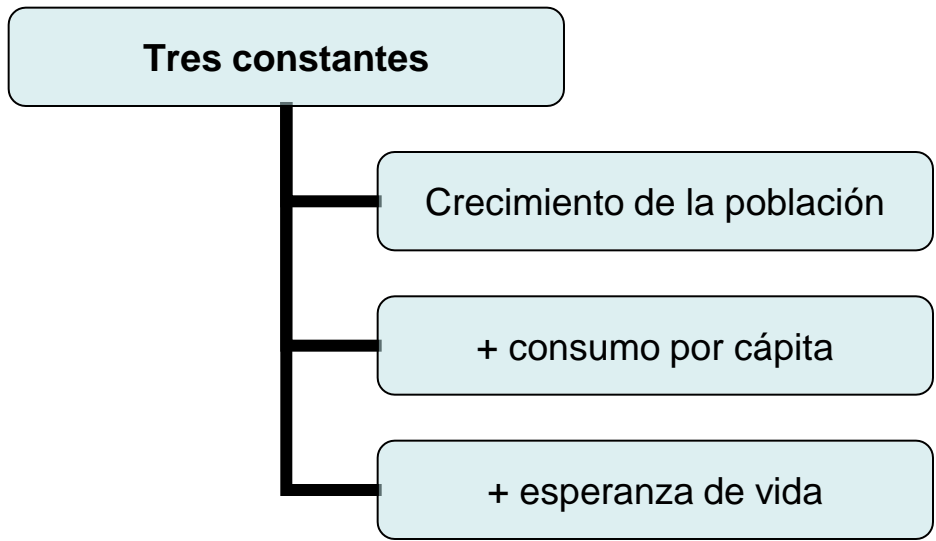 Tres constantes
Crecimiento de la población
+ consumo por cápita
+ esperanza de vida